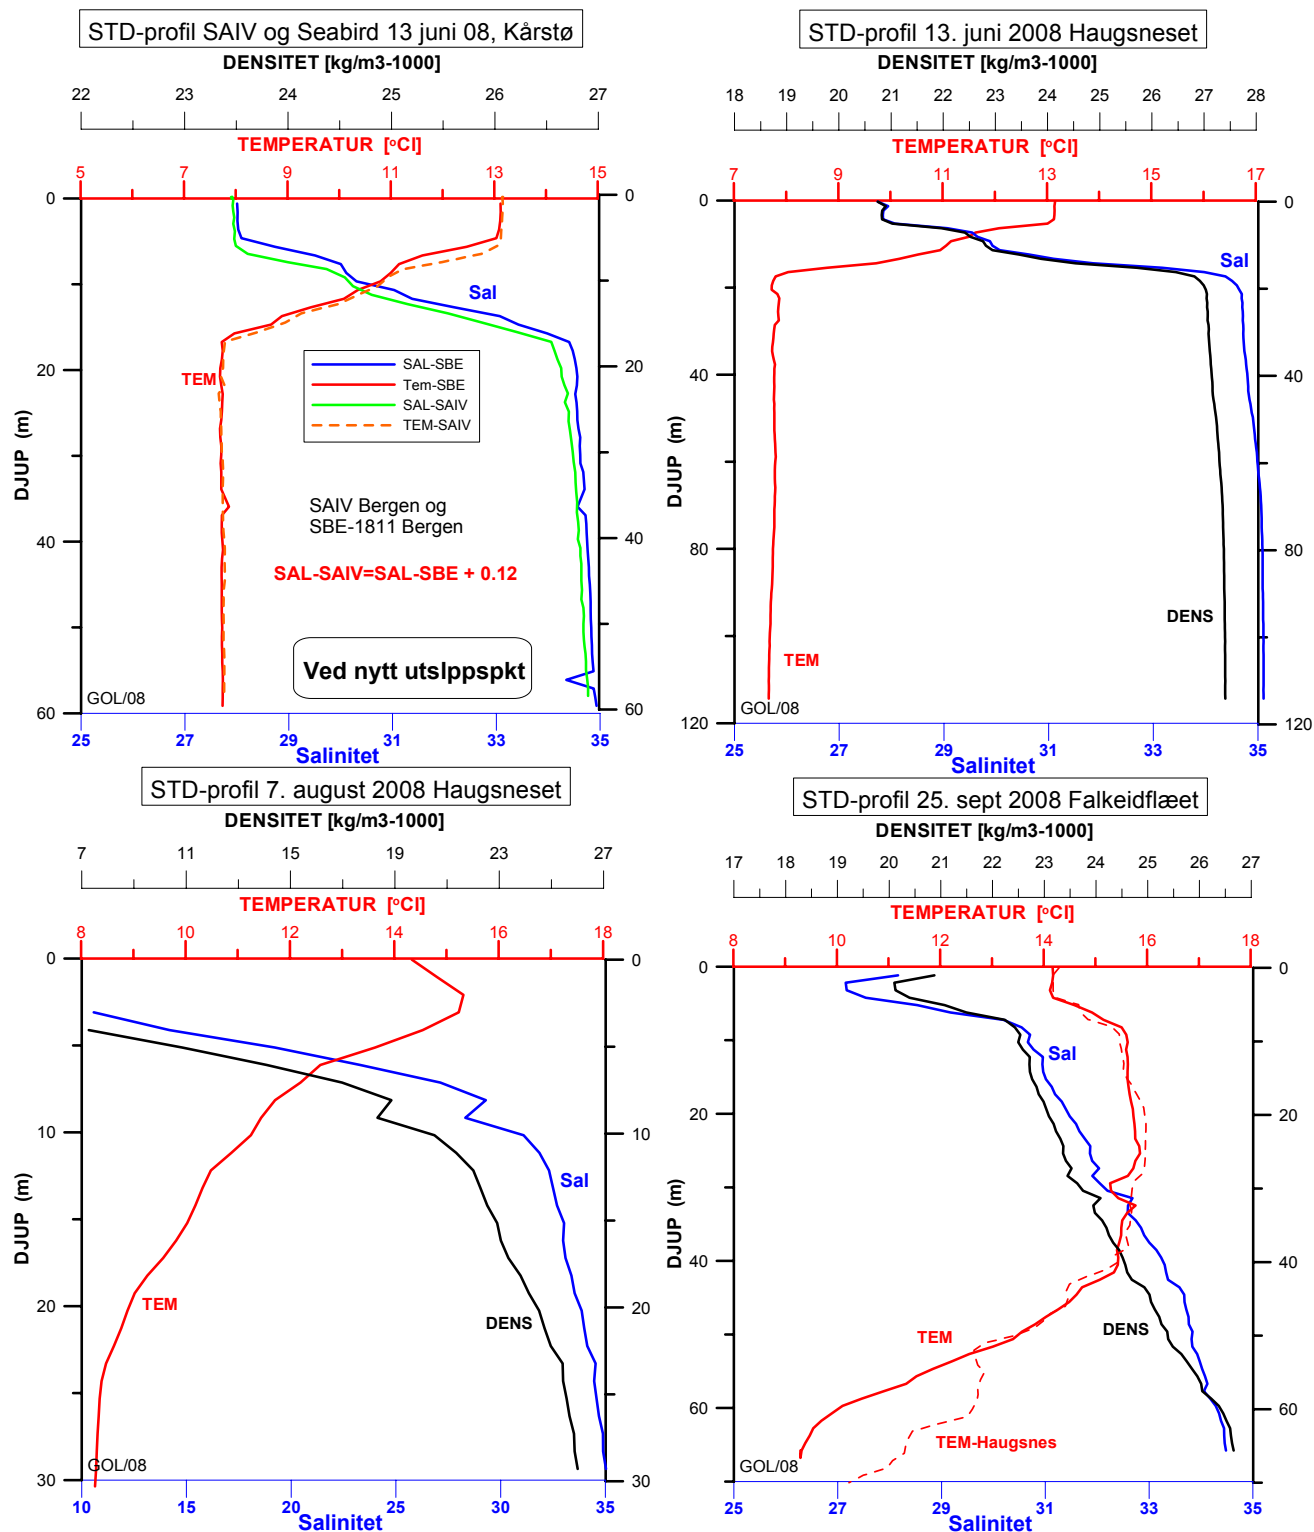 STD-profil SAIV og Seabird 13 juni 08, Kårstø
DENSITET [kg/m3-1000]
22 23 24 25 26 27
TEMPERATUR [ºCl]
5 7 9 11 13 15
0 0
Sal
SAL-SBE
Tem-SBE
SAL-SAIV
TEM-SAIV
TEM
20 20
DJUP (m)
SAIV Bergen og
SBE-1811 Bergen
40 40
SAL-SAIV=SAL-SBE + 0.12
Ved nytt utslppspkt
GOL/08
60 60
25 27 29 31 33 35
Salinitet
STD-profil 13. juni 2008 Haugsneset
DENSITET [kg/m3-1000]
18 19 20 21 22 23 24 25 26 27 28
TEMPERATUR [ºCl]
7 9 11 13 15 17
0 0
Sal
20
40 40
DJUP (m)
60
80 80
DENS
TEM
GOL/08
120 120
25 27 29 31 33 35
Salinitet
STD-profil 7. august 2008 Haugsneset
DENSITET [kg/m3-1000]
7 11 15 19 23 26 27
TEMPERATUR [ºCl]
8 10 12 14 16 18
0 0
10 10
Sal
DJUP (m)
TEM
DENS
20 20
GOL/08
30 30
10 15 20 25 30 35
Salinitet
STD-profil 25. sept 2008 Falkeidflæet
DENSITET [kg/m3-1000]
17 18 19 20 21 22 23 24 25 26 27
TEMPERATUR [ºCl]
8 10 12 14 16 18
0 0
Sal
20 20
DJUP (m)
40 40
TEM
DENS
60 60
TEM-Haugsnes
GOL/08
25 27 29 31 33 35
Salinitet